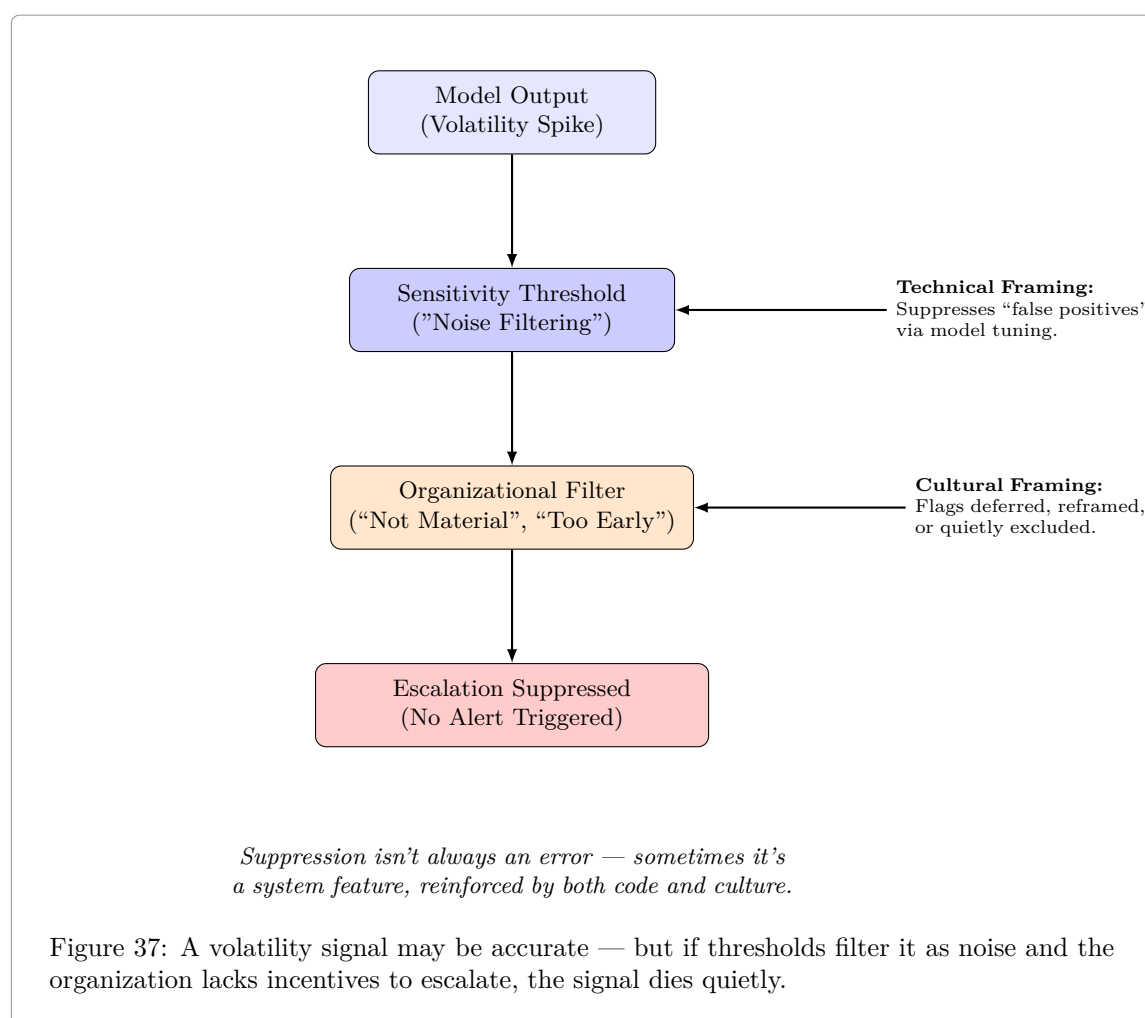 Model Output
(Volatility Spike)
Sensitivity Threshold
(”Noise Filtering”)
Technical Framing:
Suppresses “false positives”
via model tuning.
Organizational Filter
(“Not Material”, “Too Early”)
Cultural Framing:
Flags deferred, reframed,
or quietly excluded.
Escalation Suppressed
(No Alert Triggered)
Suppression isn’t always an error — sometimes it’s
a system feature, reinforced by both code and culture.
Figure 37: A volatility signal may be accurate — but if thresholds filter it as noise and the
organization lacks incentives to escalate, the signal dies quietly.